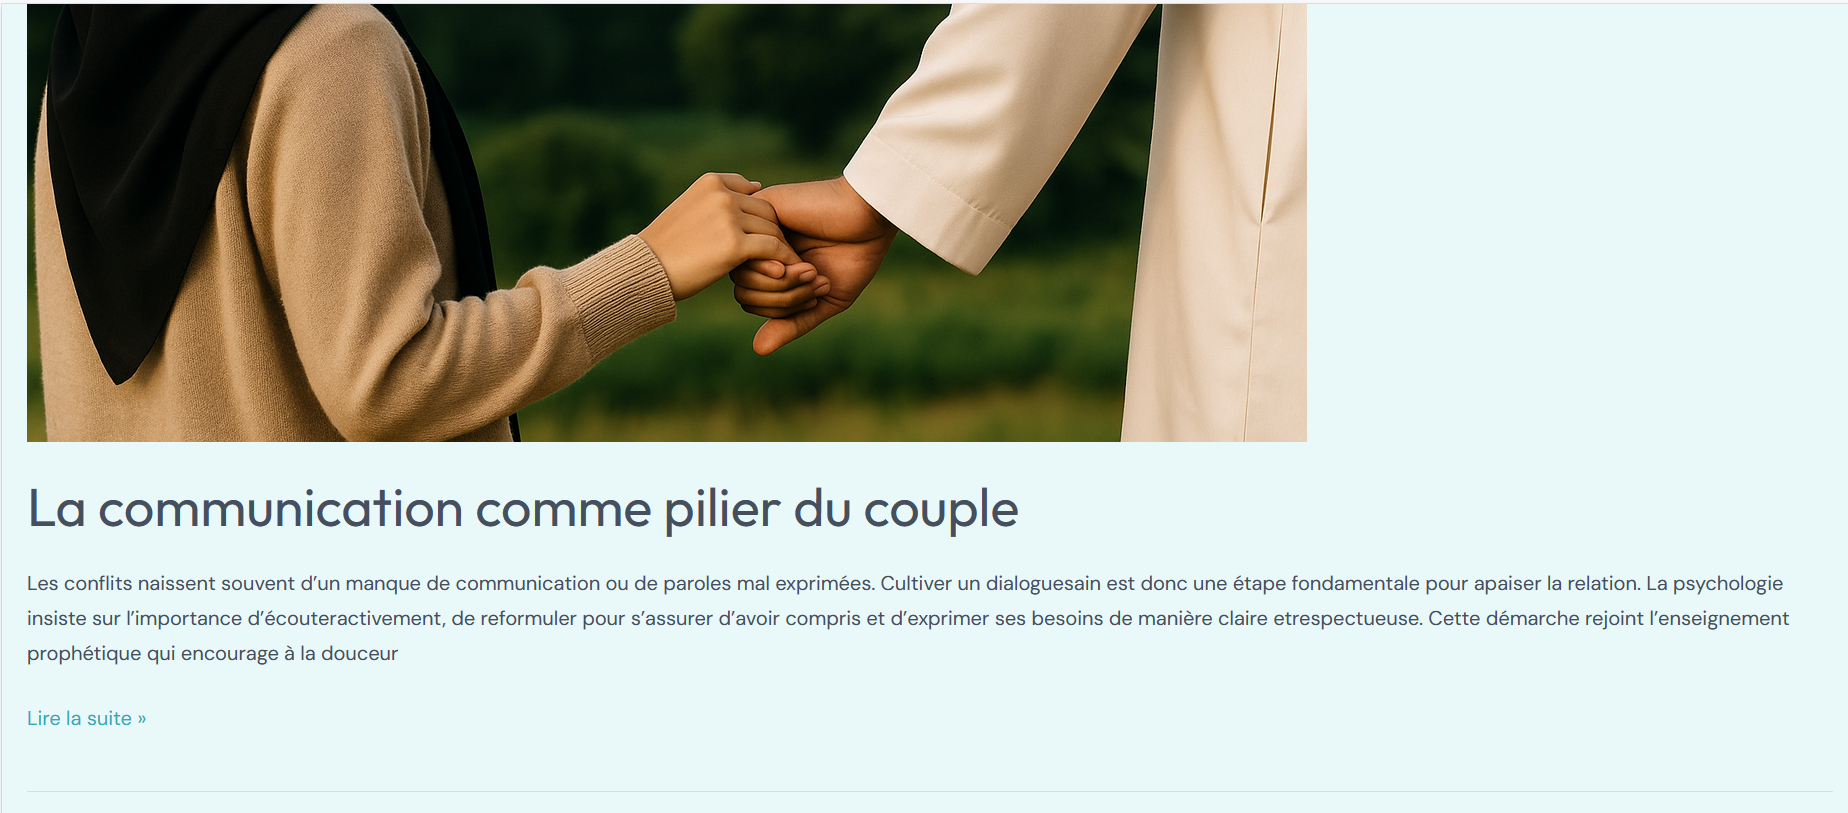 La communication comme pilier du couple
Les conflits naissent souvent d’un manque de communication ou de paroles mal exprimées. Cultiver un dialoguesain est donc une étape fondamentale pour apaiser la relation. La psychologie
insiste sur l’importance d’écouteractivement, de reformuler pour s’assurer d’avoir compris et d’exprimer ses besoins de manière claire etrespectueuse. Cette démarche rejoint l’enseignement
prophétique qui encourage à la douceur
Lire la suite »